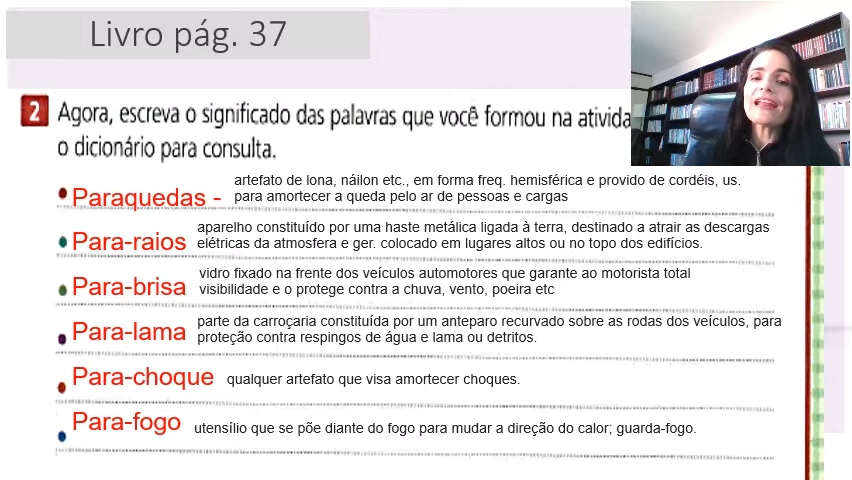 Livro pág. 37
2 Agora, escreva o significado das palavras que você formou na ativida
o dicionário para consulta.
Paraquedas - artefato de lona, náilon etc., em forma freq. hemisférica e provido de cordéis, us.
para amortecer a queda pelo ar de pessoas e cargas
Para-raios aparelho constituído por uma haste metálica ligada à terra, destinado a atrair as descargas
elétricas da atmosfera e ger. colocado em lugares altos ou no topo dos edifícios.
Para-brisa vidro fixado na frente dos veículos automotores que garante ao motorista total
visibilidade e o protege contra a chuva, vento, poeira etc
Para-lama parte da carroçaria constituída por um anteparo recurvado sobre as rodas dos veículos, para
proteção contra respingos de água e lama ou detritos.
Para-choque qualquer artefato que visa amortecer choques.
Para-fogo utensílio que se põe diante do fogo para mudar a direção do calor; guarda-fogo.